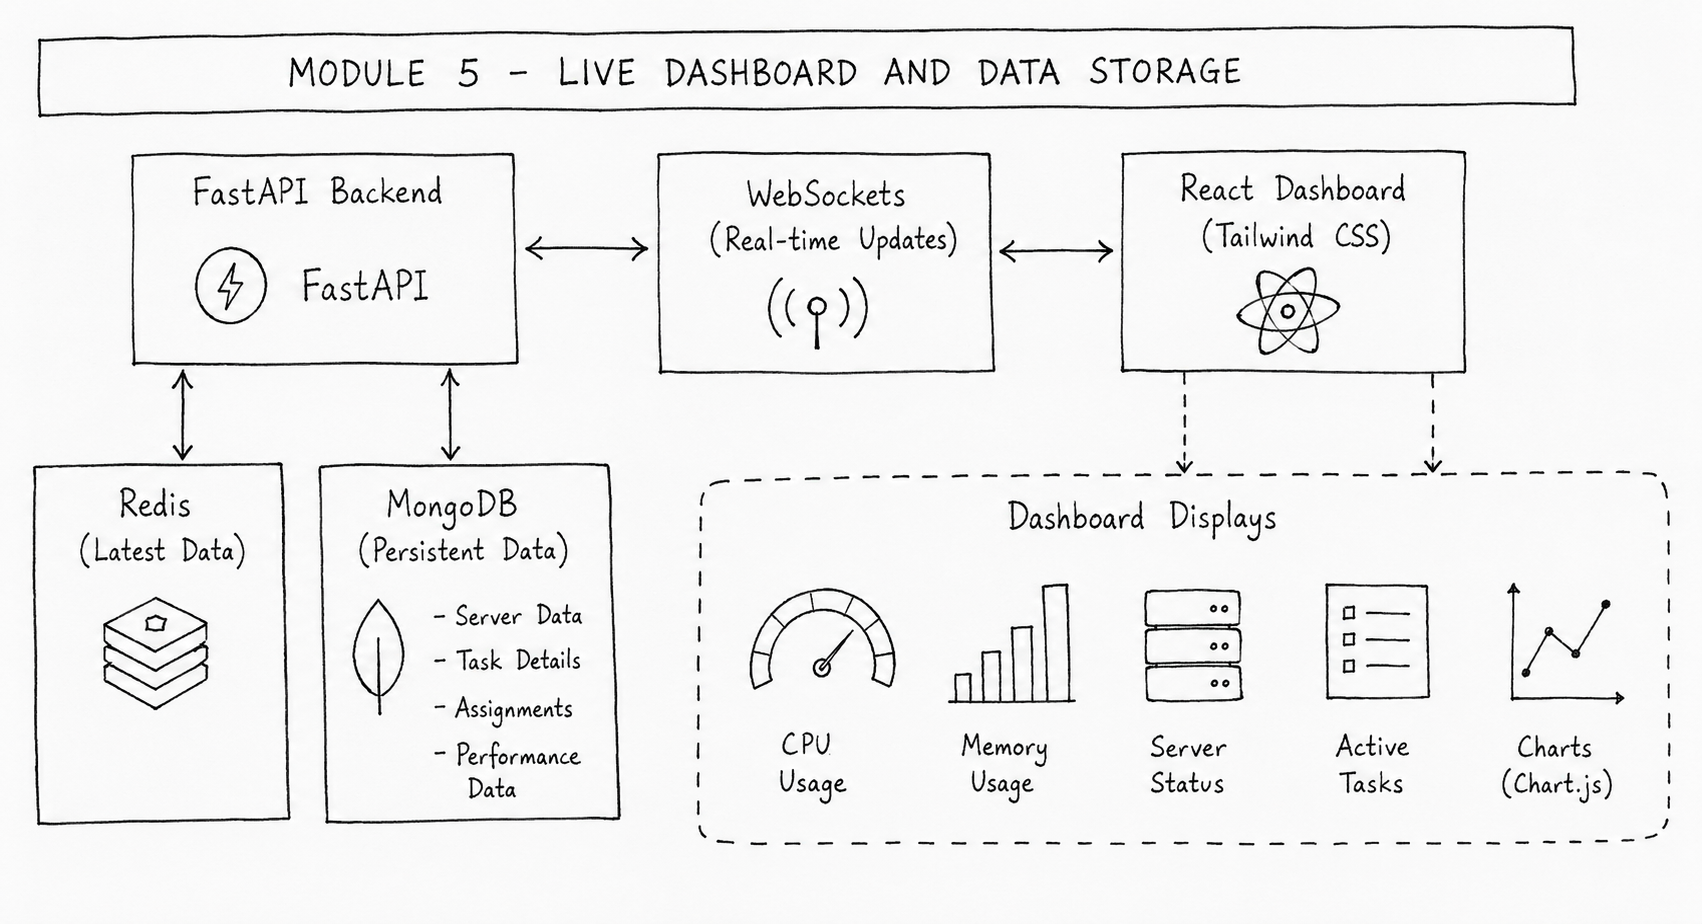 MODULE 5 - LIVE DASHBOARD AND DATA STORAGE
FastAPI Backend
FastAPI
WebSockets
(Real-time Updates)
React Dashboard
(Tailwind CSS)
Redis
(Latest Data)
MongoDB
(Persistent Data)
- Server Data
- Task Details
- Assignments
- Performance
Data
Dashboard Displays
CPU
Usage
Memory
Usage
Server
Status
Active
Tasks
Charts
(Chart.js)